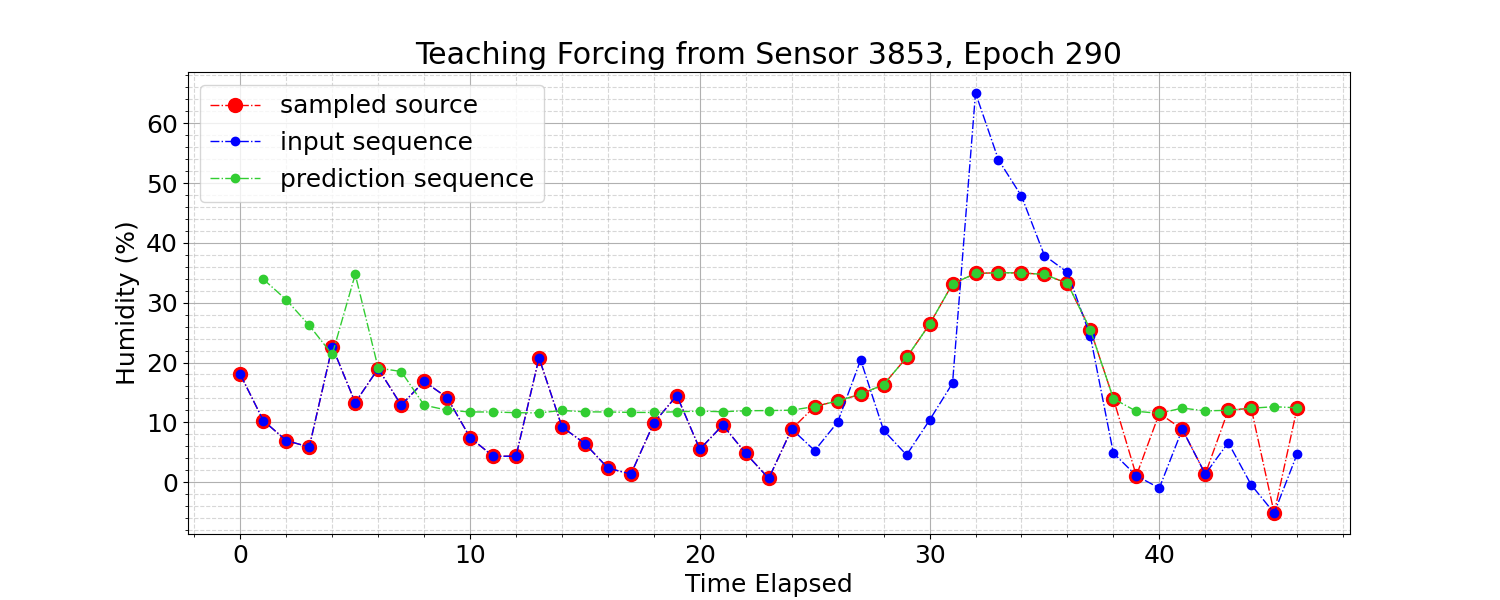 Teaching Forcing from Sensor 3853, Epoch 290
sampled source
input sequence
prediction sequence
Humidity (%)
60
50
40
30
20
10
0
0 10 20 30 40
Time Elapsed